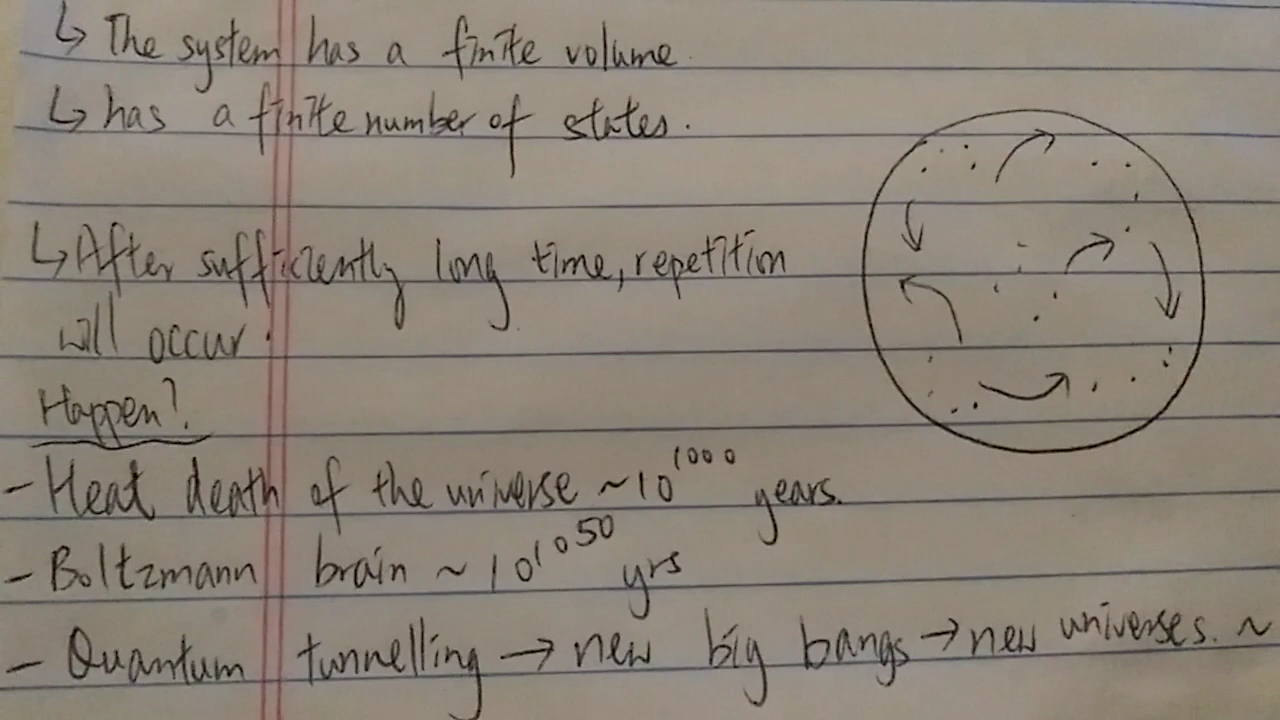 ↳ The system has a finite volume.
↳ has a finite number of states.
↳ After sufficiently long time, repetition
will occur.
Happen?
- Heat death of the universe ~10^1000 years.
- Boltzmann brain ~ 10^10^50 yrs
- Quantum tunnelling → new big bangs → new universes. ~